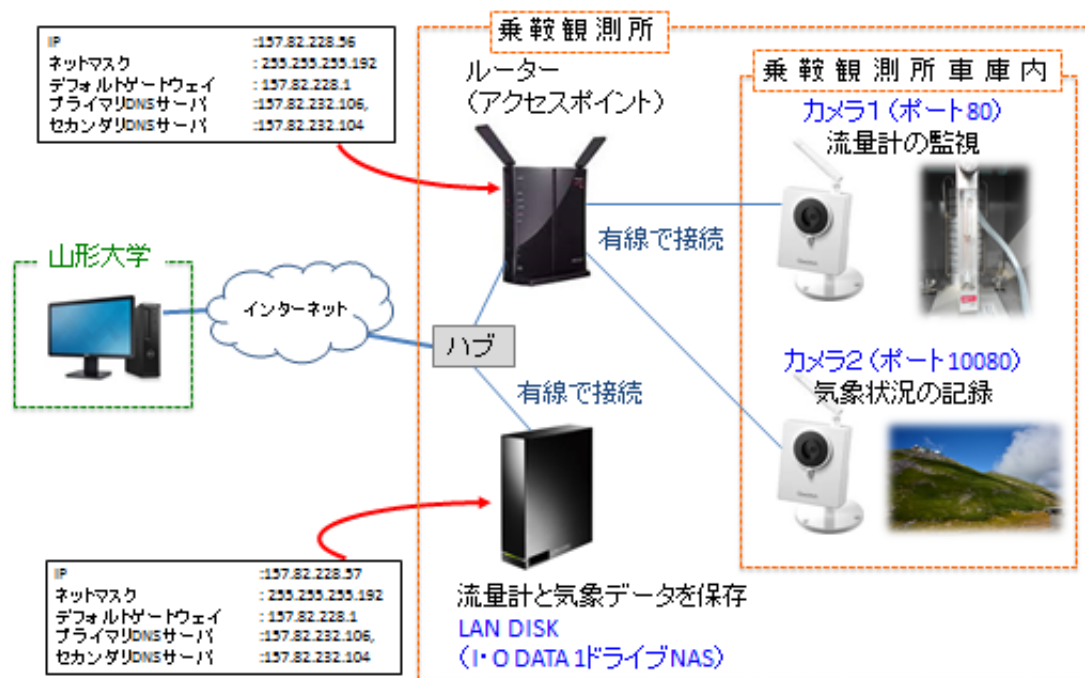 IP :157.82.228.56
ネットマスク : 255.255.255.192
デフォルトゲートウェイ : 157.82.228.1
プライマリDNSサーバ :157.82.232.106,
セカンダリDNSサーバ :157.82.232.104
乗鞍観測所
ルーター
(アクセスポイント)
乗鞍観測所車庫内
カメラ1(ポート80)
流量計の監視
有線で接続
山形大学
インターネット
ハブ
カメラ2(ポート10080)
気象状況の記録
有線で接続
IP :157.82.228.57
ネットマスク : 255.255.255.192
デフォルトゲートウェイ : 157.82.228.1
プライマリDNSサーバ :157.82.232.106,
セカンダリDNSサーバ :157.82.232.104
流量計と気象データを保存
LAN DISK
(I・O DATA 1ドライブNAS)